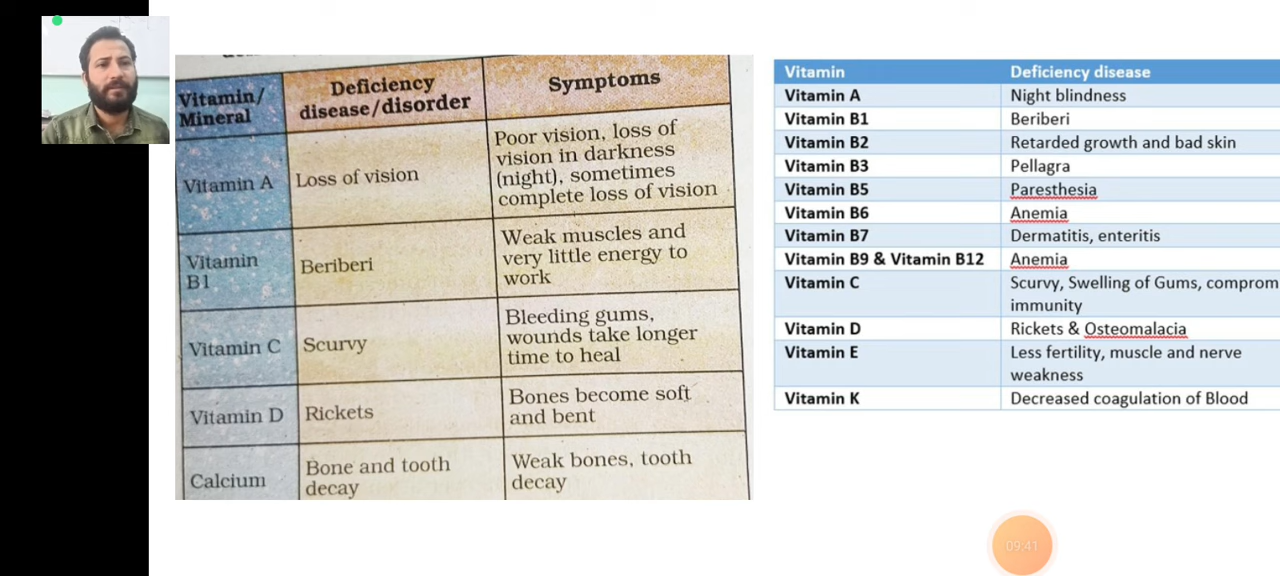 Vitamin/
Mineral
Deficiency
disease/disorder
Symptoms
Vitamin A
Loss of vision
Poor vision, loss of
vision in darkness
(night), sometimes
complete loss of vision
Vitamin
B1
Beriberi
Weak muscles and
very little energy to
work
Vitamin C
Scurvy
Bleeding gums,
wounds take longer
time to heal
Vitamin D
Rickets
Bones become soft
and bent
Calcium
Bone and tooth
decay
Weak bones, tooth
decay
Vitamin
Deficiency disease
Vitamin A
Night blindness
Vitamin B1
Beriberi
Vitamin B2
Retarded growth and bad skin
Vitamin B3
Pellagra
Vitamin B5
Paresthesia
Vitamin B6
Anemia
Vitamin B7
Dermatitis, enteritis
Vitamin B9 & Vitamin B12
Anemia
Vitamin C
Scurvy, Swelling of Gums, comprom
immunity
Vitamin D
Rickets & Osteomalacia
Vitamin E
Less fertility, muscle and nerve
weakness
Vitamin K
Decreased coagulation of Blood
09:41